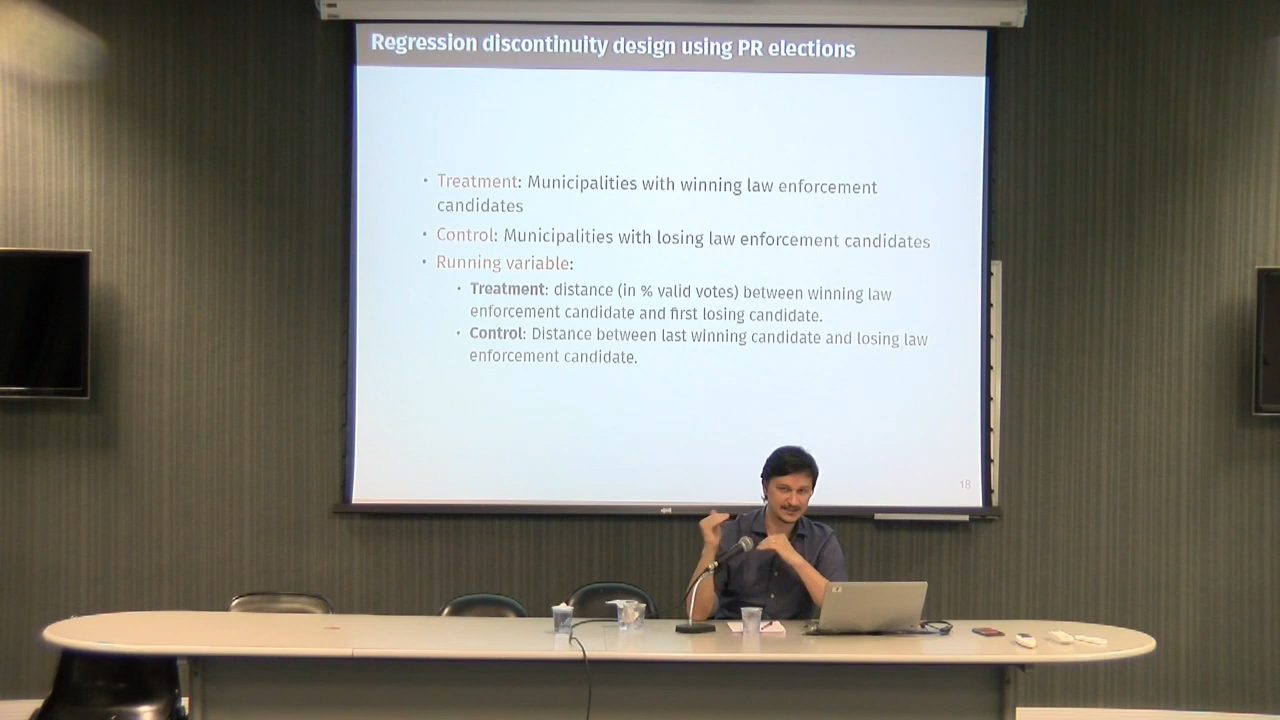 Regression discontinuity design using PR elections
• Treatment: Municipalities with winning law enforcement
candidates
• Control: Municipalities with losing law enforcement candidates
• Running variable:
• Treatment: distance (in % valid votes) between winning law
enforcement candidate and first losing candidate.
• Control: Distance between last winning candidate and losing law
enforcement candidate.
18